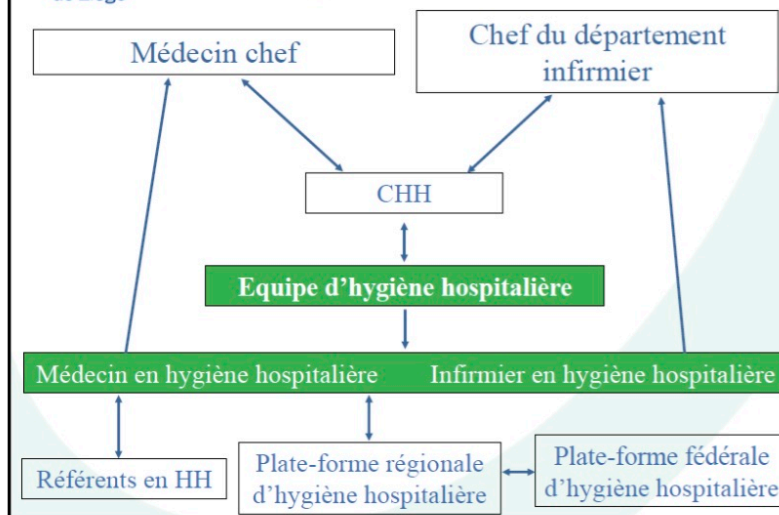 Médecin chef
Chef du département
infirmier
CHH
Equipe d’hygiène hospitalière
Médecin en hygiène hospitalière
Infirmier en hygiène hospitalière
Référents en HH
Plate-forme régionale
d’hygiène hospitalière
Plate-forme fédérale
d’hygiène hospitalière